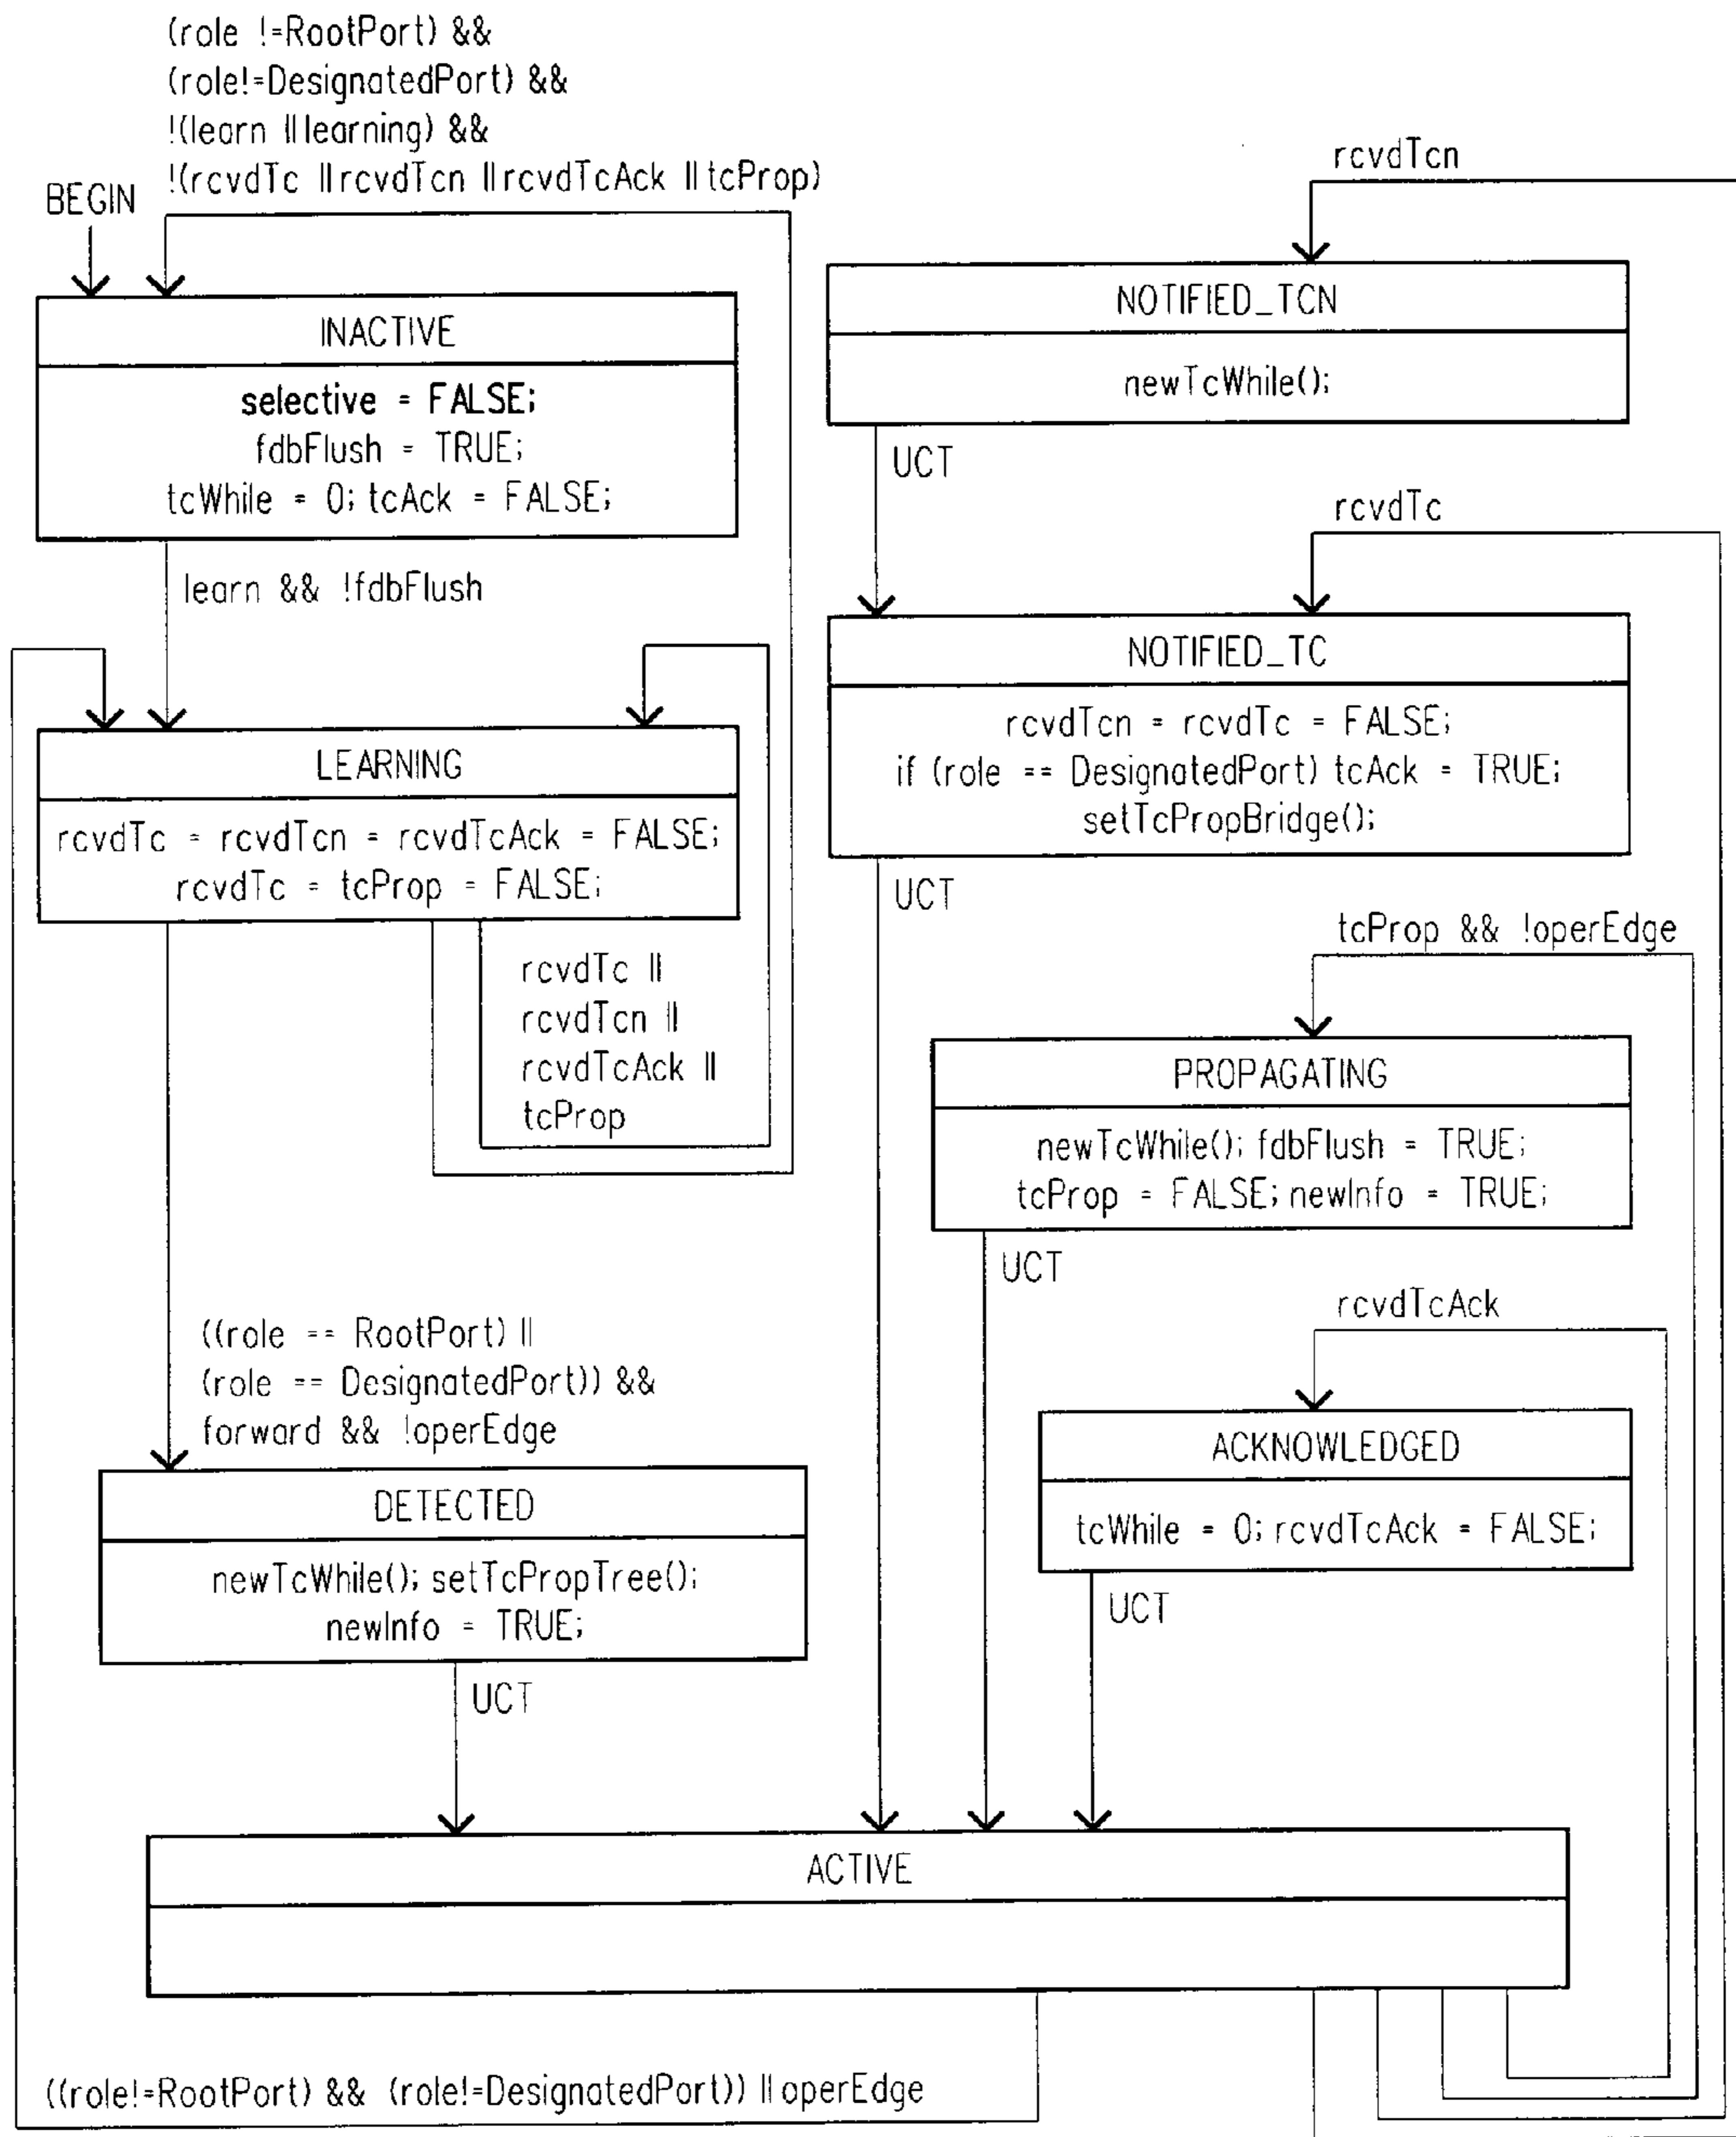 (role !=RootPort) &&
(role!=DesignatedPort) &&
!(learn || learning) &&
!(rcvdTc || rcvdTcn || rcvdTcAck || tcProp)
BEGIN
INACTIVE
selective = FALSE;
fdbFlush = TRUE;
tcWhile = 0; tcAck = FALSE;
learn && !fdbFlush
LEARNING
rcvdTc = rcvdTcn = rcvdTcAck = FALSE;
rcvdTc = tcProp = FALSE;
rcvdTc ||
rcvdTcn ||
rcvdTcAck ||
tcProp
((role == RootPort) ||
(role == DesignatedPort)) &&
forward && !operEdge
DETECTED
newTcWhile(); setTcPropTree();
newInfo = TRUE;
UCT
rcvdTcn
NOTIFIED_TCN
newTcWhile();
UCT
rcvdTc
NOTIFIED_TC
rcvdTcn = rcvdTc = FALSE;
if (role == DesignatedPort) tcAck = TRUE;
setTcPropBridge();
UCT
tcProp && !operEdge
PROPAGATING
newTcWhile(); fdbFlush = TRUE;
tcProp = FALSE; newInfo = TRUE;
UCT
rcvdTcAck
ACKNOWLEDGED
tcWhile = 0; rcvdTcAck = FALSE;
UCT
ACTIVE
((role!=RootPort) && (role!=DesignatedPort)) || operEdge